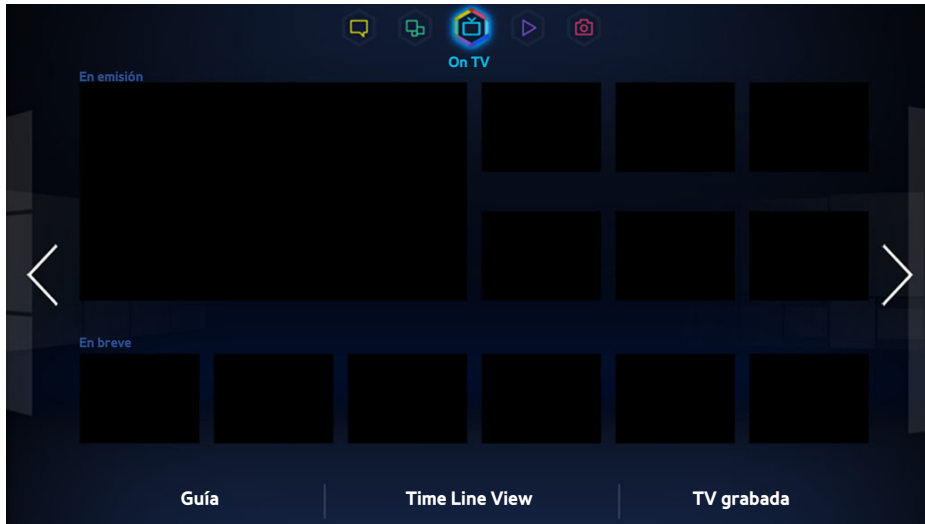 On TV
En emisión
En breve
Guía
Time Line View
TV grabada